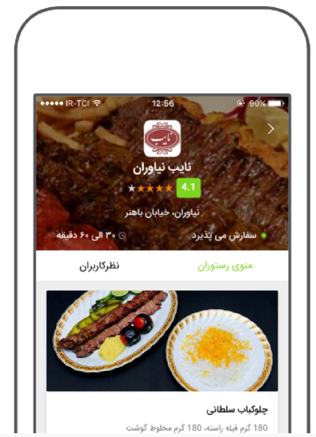 IR-TCI 12:56 90%
نایب
نایب نیاوران
4.1
نیاوران، خیابان باهنر
سفارش می پذیرد
۳۰ الی ۶۰ دقیقه
منوی رستوران
نظرکاربران
چلوکباب سلطانی
180 گرم فیله راسته، 180 گرم مخلوط گوشت